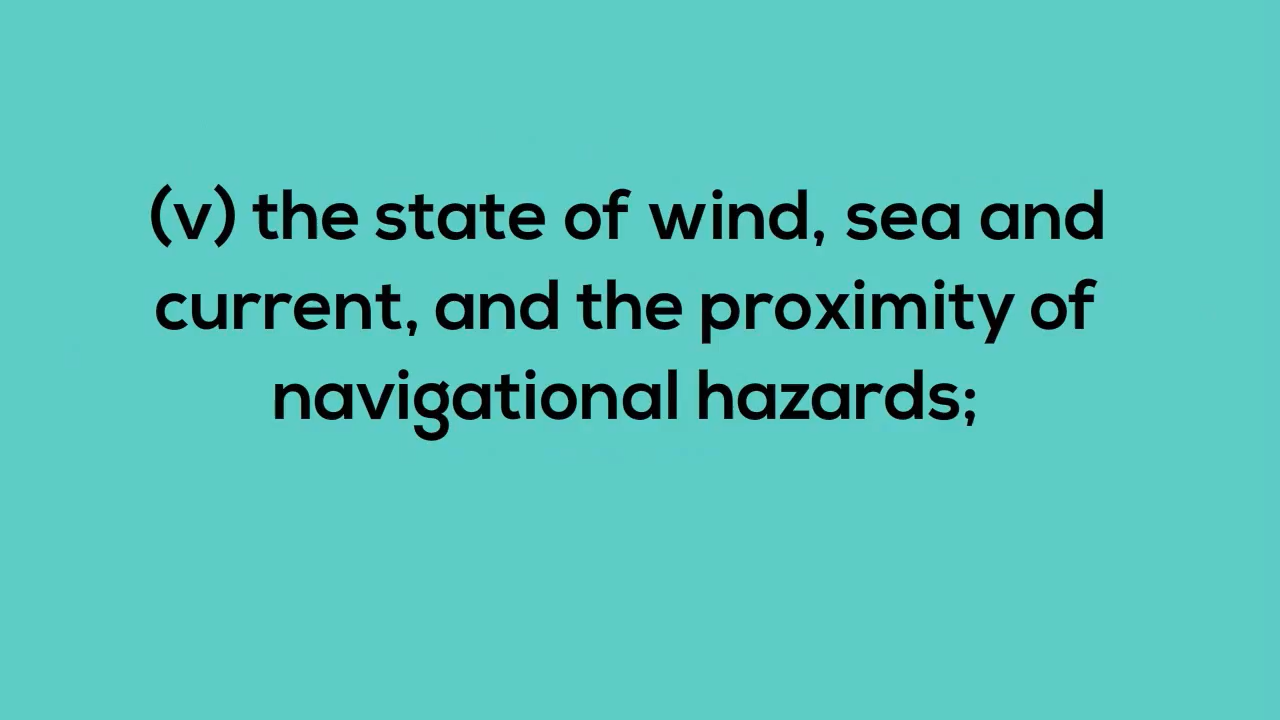 (v) the state of wind, sea and
current, and the proximity of
navigational hazards;